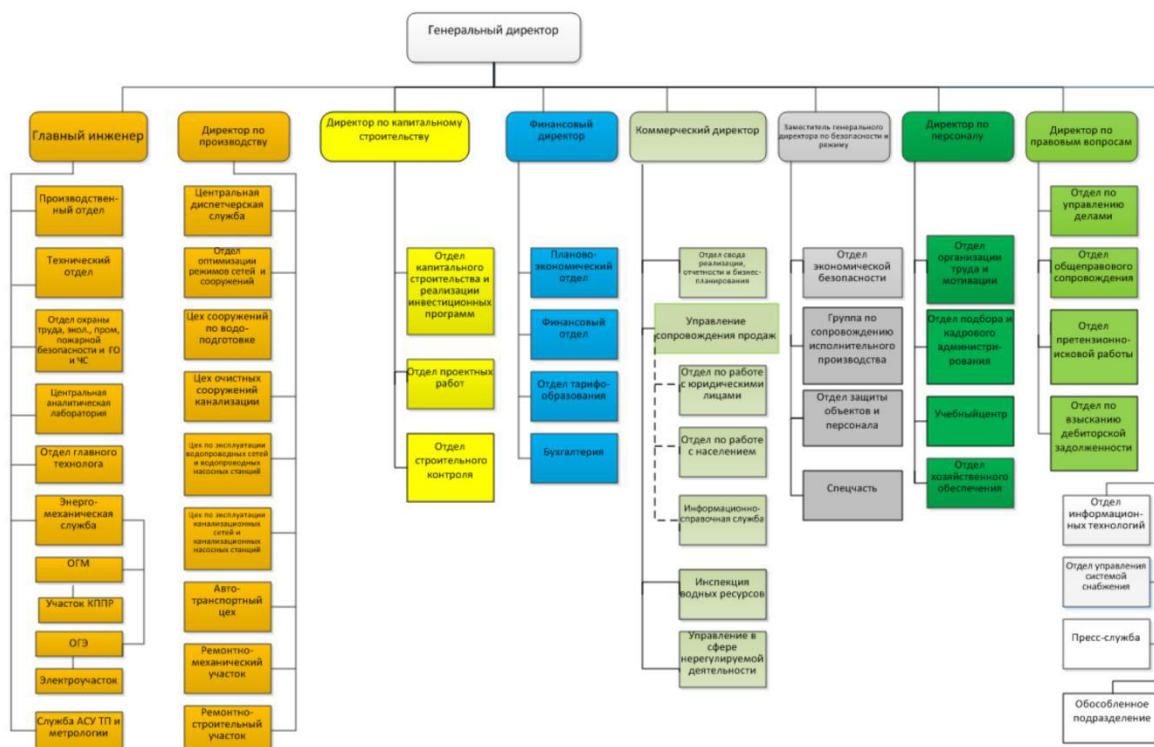 Генеральный директор
Главный инженер
Директор по
производству
Директор по капитальному
строительству
Финансовый
директор
Коммерческий директор
Заместитель генерального
директора по безопасности и
режиму
Директор по
персоналу
Директор по
правовым вопросам
Производствен-
ный отдел
Технический
отдел
Отдел охраны
труда, экол., пром,
пожарной
безопасности и ГО
и ЧС
Центральная
аналитическая
лаборатория
Отдел главного
технолога
Энерго-
механическая
служба
ОГМ
Участок КППР
ОГЭ
Электроучасток
Служба АСУ ТП и
метрологии
Центральная
диспетчерская
служба
Отдел
оптимизации
режимов сетей и
сооружений
Цех сооружений
по водо-
подготовке
Цех очистных
сооружений
канализации
Цех по эксплуатации
водопроводных сетей
и водопроводных
насосных станций
Цех по эксплуатации
канализационных
сетей и
канализационных
насосных станций
Авто-
транспортный
цех
Ремонтно-
механический
участок
Ремонтно-
строительный
участок
Отдел
капитального
строительства и
реализации
инвестиционных
программ
Отдел проектных
работ
Отдел
строительного
контроля
Планово-
экономический
отдел
Финансовый
отдел
Отдел тарифо-
образования
Бухгалтерия
Отдел свода
реализации,
отчетности и бизнес-
планирования
Управление
сопровождения продаж
Отдел по работе
с юридическими
лицами
Отдел по работе
с населением
Информационно-
справочная служба
Инспекция
водных ресурсов
Управление в
сфере
нерегулируемой
деятельности
Отдел
экономической
безопасности
Группа по
сопровождению
исполнительного
производства
Отдел защиты
объектов и
персонала
Спецчасть
Отдел
организации
труда и
мотивации
Отдел подбора и
кадрового
администри-
рования
Учебныйцентр
Отдел
хозяйственного
обеспечения
Отдел по
управлению
делами
Отдел
общеправового
сопровождения
Отдел
претензионно-
исковой работы
Отдел по
взысканию
дебиторской
задолженности
Отдел
информацион-
ных технологий
Отдел управления
системой
снабжения
Пресс-служба
Обособленное
подразделение